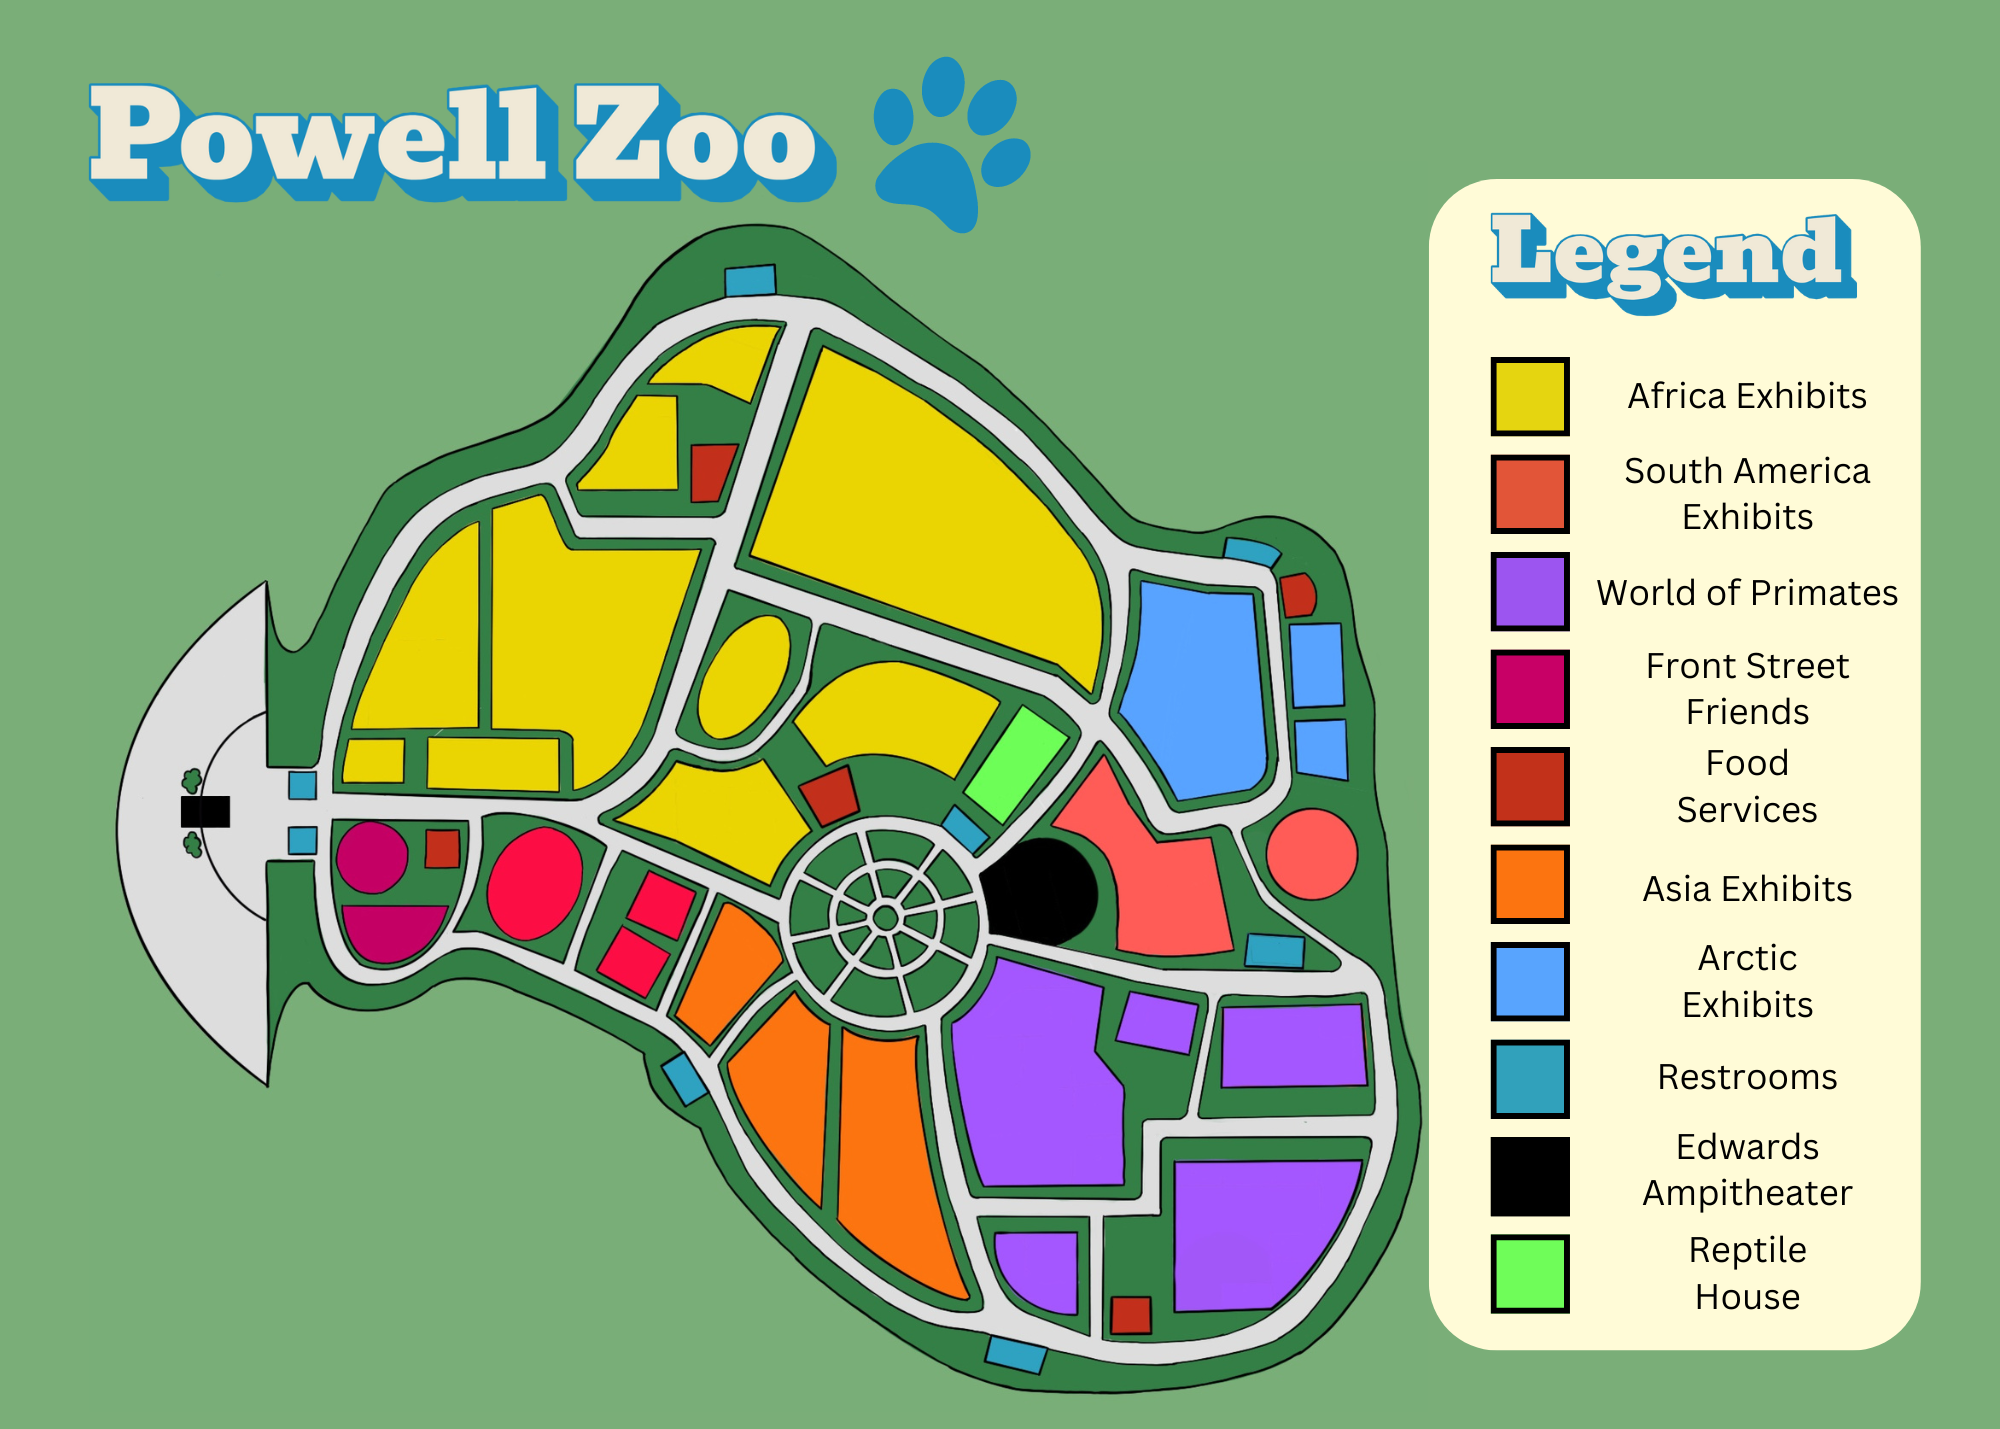 Powell Zoo
Legend
Africa Exhibits
South America
Exhibits
World of Primates
Front Street
Friends
Food
Services
Asia Exhibits
Arctic
Exhibits
Restrooms
Edwards
Ampitheater
Reptile
House